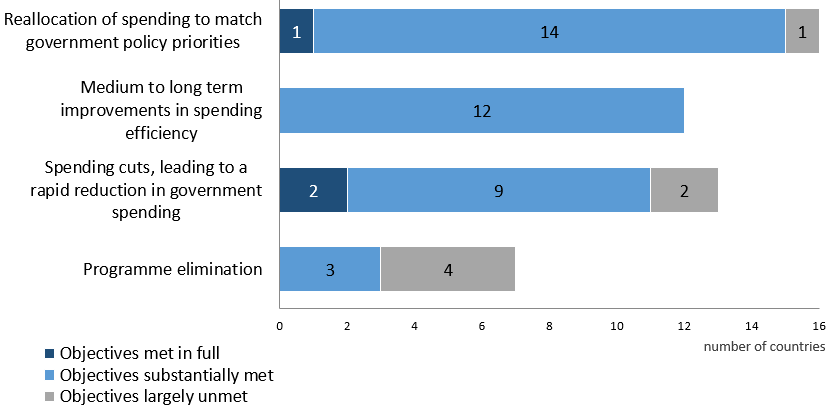 Reallocation of spending to match
government policy priorities
1
14
1
Medium to long term
improvements in spending
efficiency
12
Spending cuts, leading to a
rapid reduction in government
spending
2
9
2
Programme elimination
3
4
0 2 4 6 8 10 12 14 16
number of countries
Objectives met in full
Objectives substantially met
Objectives largely unmet